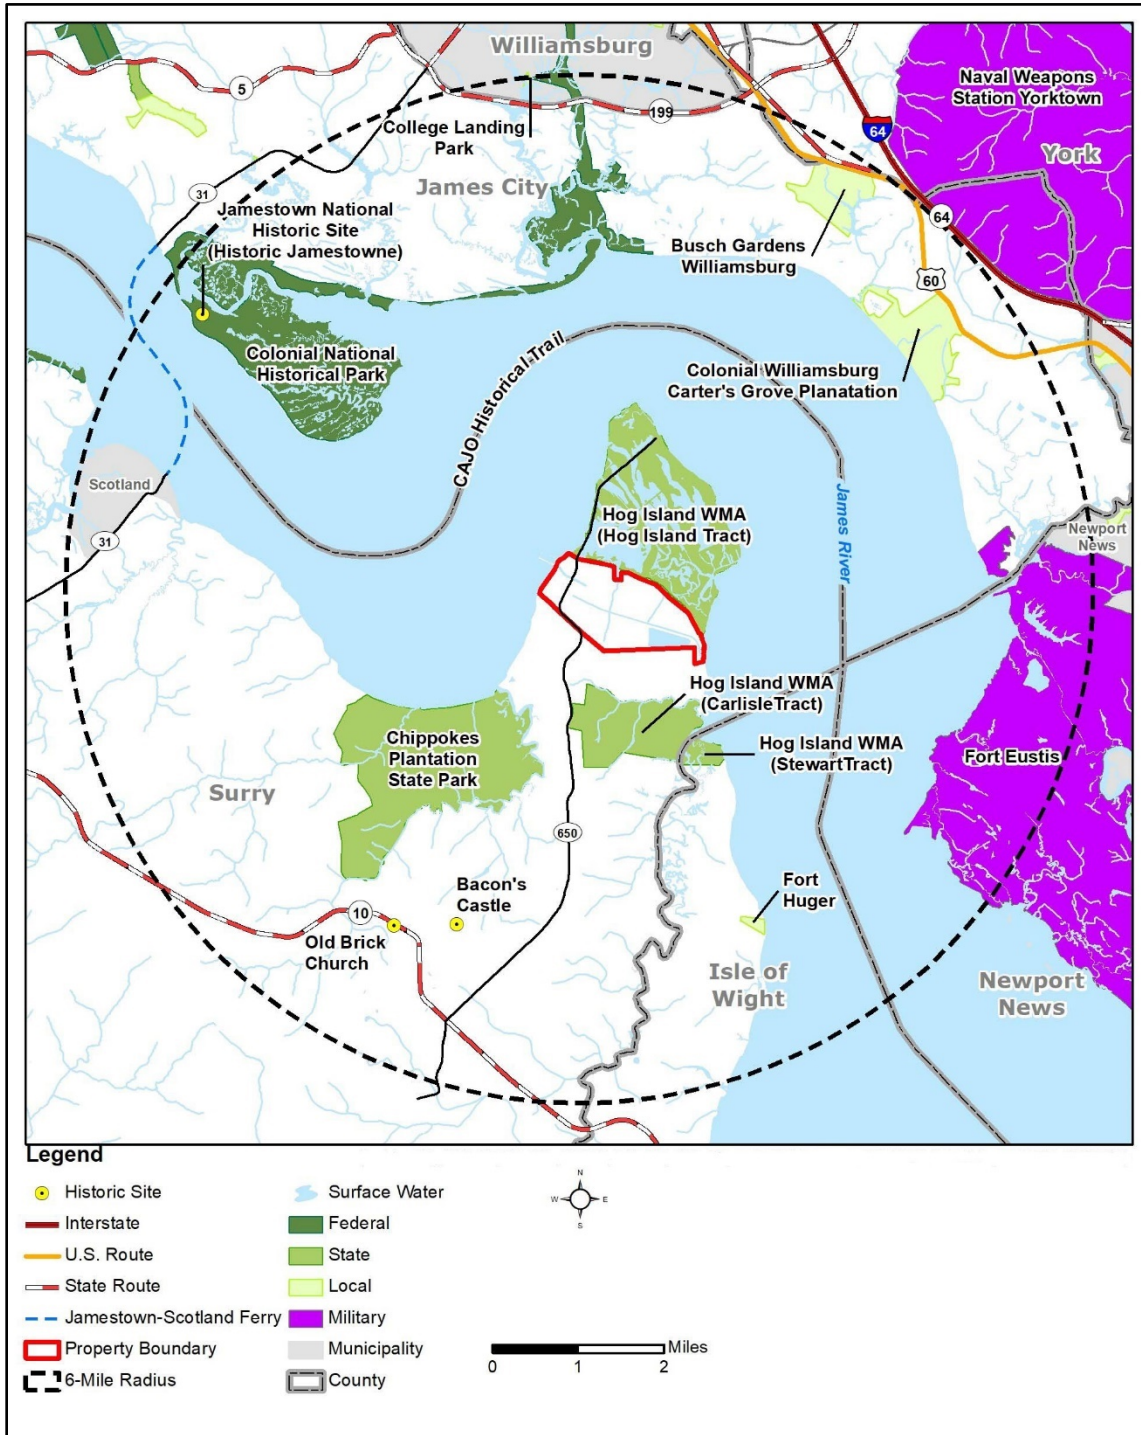 Williamsburg
Naval Weapons
Station Yorktown
5
199
64
College Landing
Park
York
James City
31
Jamestown National
Historic Site
(Historic Jamestowne)
64
Busch Gardens
Williamsburg
60
Colonial National
Historical Park
CAJO Historical Trail
Colonial Williamsburg
Carter's Grove Planatation
Scotland
31
Hog Island WMA
(Hog Island Tract)
James River
Newport
News
Hog Island WMA
(CarlisleTract)
Chippokes
Plantation
State Park
Hog Island WMA
(StewartTract)
Fort Eustis
Surry
650
Bacon's
Castle
Fort
Huger
10
Old Brick
Church
Isle of
Wight
Newport
News
Legend
Historic Site
Interstate
U.S. Route
State Route
Jamestown-Scotland Ferry
Property Boundary
6-Mile Radius
Surface Water
Federal
State
Local
Military
Municipality
County
N
W E
S
Miles
0 1 2